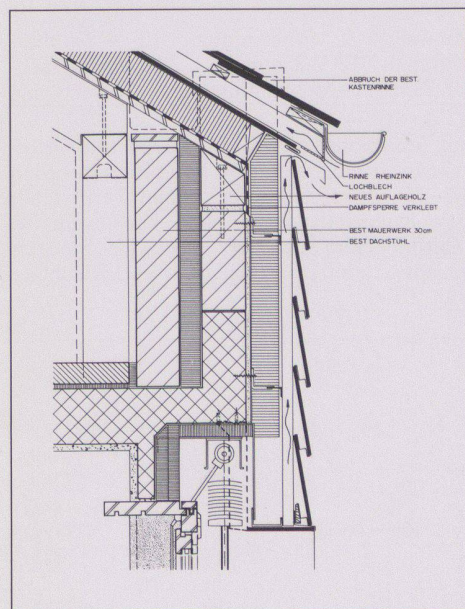 ABBRUCH DER BEST.
KASTENRINNE
RINNE RHEINZINK
LOCHBLECH
NEUES AUFLAGEHOLZ
DAMPFSPERRE VERKLEBT
BEST MAUERWERK 30cm
BEST DACHSTUHL